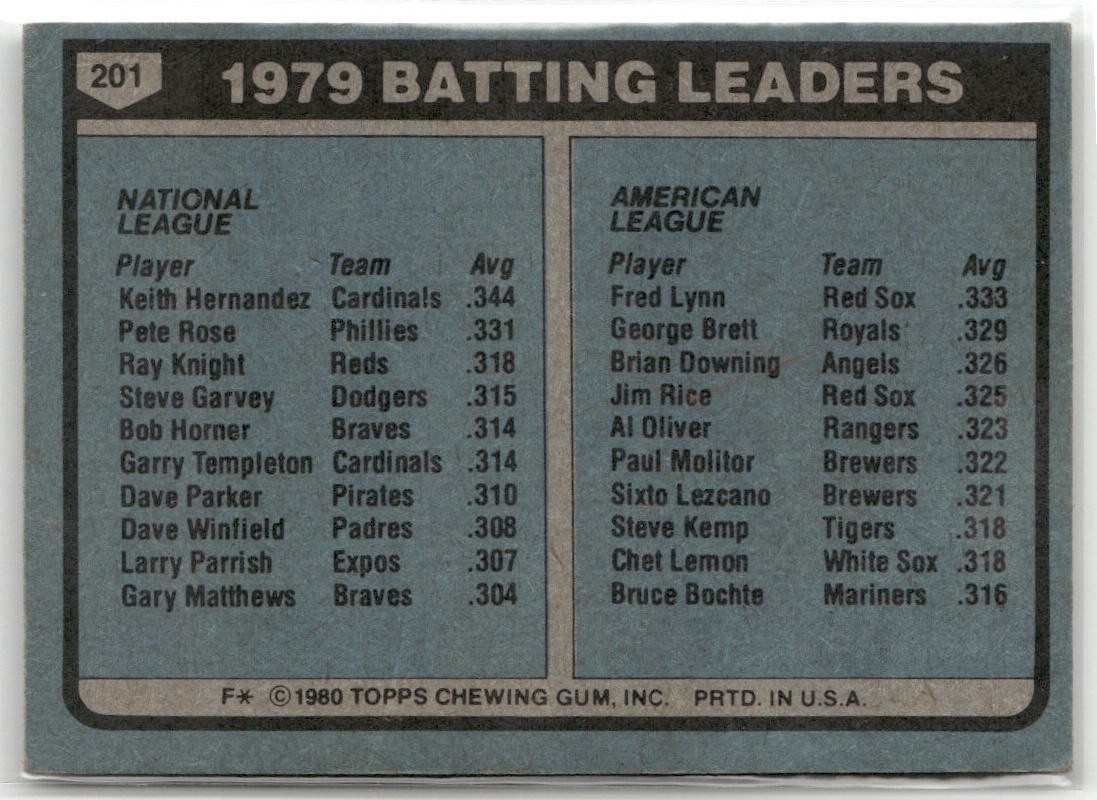 201
1979 BATTING LEADERS
NATIONAL
LEAGUE
Player Team Avg
Keith Hernandez Cardinals .344
Pete Rose Phillies .331
Ray Knight Reds .318
Steve Garvey Dodgers .315
Bob Horner Braves .314
Garry Templeton Cardinals .314
Dave Parker Pirates .310
Dave Winfield Padres .308
Larry Parrish Expos .307
Gary Matthews Braves .304
AMERICAN
LEAGUE
Player Team Avg
Fred Lynn Red Sox .333
George Brett Royals .329
Brian Downing Angels .326
Jim Rice Red Sox .325
Al Oliver Rangers .323
Paul Molitor Brewers .322
Sixto Lezcano Brewers .321
Steve Kemp Tigers .318
Chet Lemon White Sox .318
Bruce Bochte Mariners .316
F* © 1980 TOPPS CHEWING GUM, INC. PRTD. IN U.S.A.